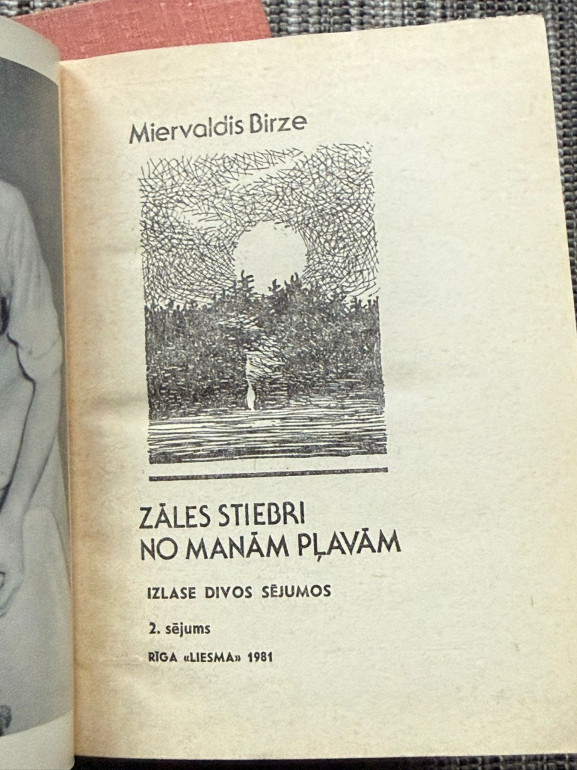 Miervaldis Birze
ZĀLES STIEBRI
NO MANĀM PĻAVĀM
IZLASE DIVOS SĒJUMOS
2. sējums
RĪGA «LIESMA» 1981